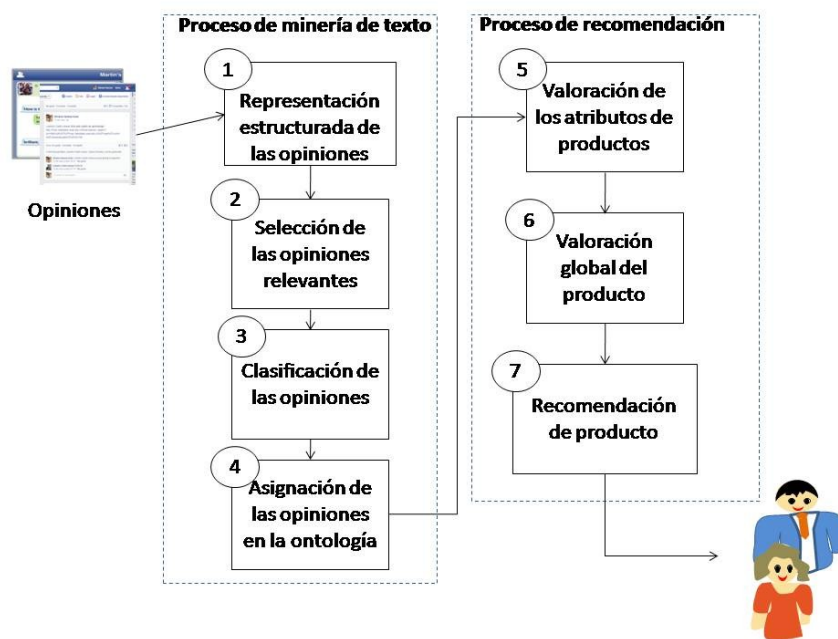 Proceso de minería de texto
1
Representación
estructurada de
las opiniones
2
Selección de
las opiniones
relevantes
3
Clasificación de
las opiniones
4
Asignación de
las opiniones
en la ontología
Opiniones
Proceso de recomendación
5
Valoración de
los atributos de
productos
6
Valoración
global del
producto
7
Recomendación
de producto